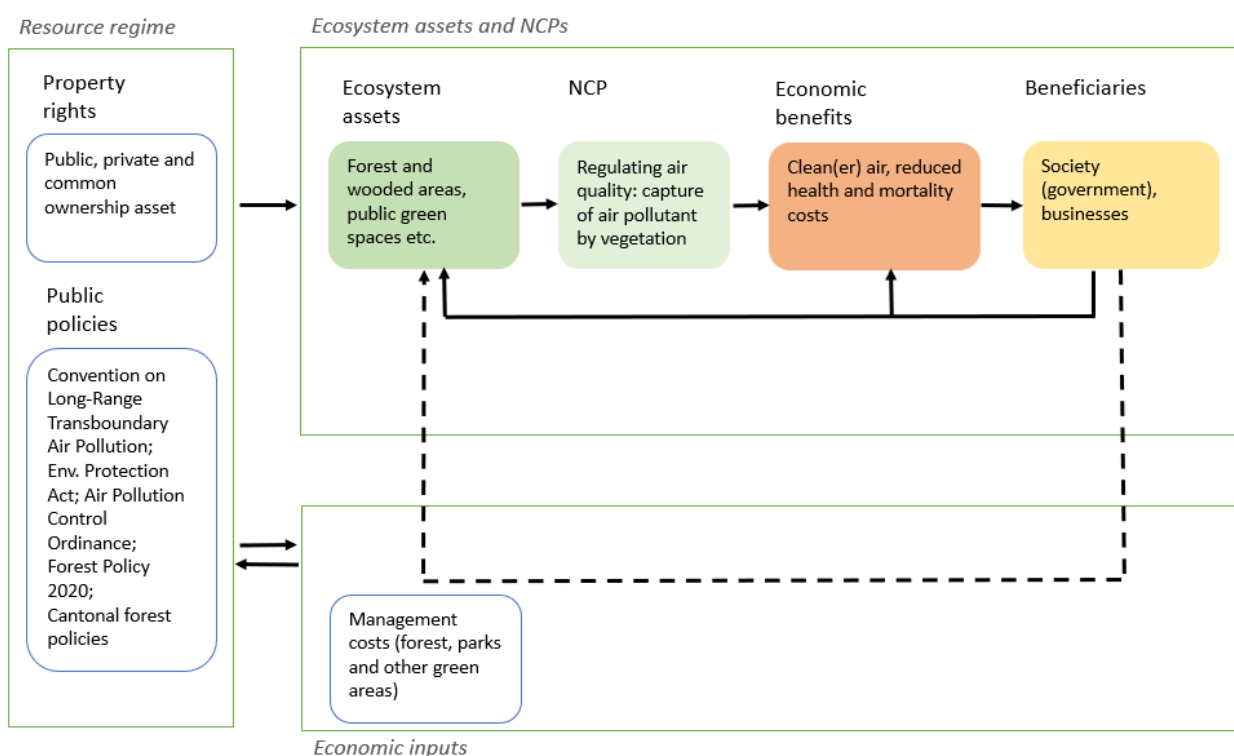 Resource regime
Property
rights
Public, private and
common
ownership asset
Public
policies
Convention on
Long-Range
Transboundary
Air Pollution;
Env. Protection
Act; Air Pollution
Control
Ordinance;
Forest Policy
2020;
Cantonal forest
policies
Ecosystem assets and NCPs
Ecosystem
assets
Forest and
wooded areas,
public green
spaces etc.
NCP
Regulating air
quality: capture
of air pollutant
by vegetation
Economic
benefits
Clean(er) air, reduced
health and mortality
costs
Beneficiaries
Society
(government),
businesses
Management
costs (forest, parks
and other green
areas)
Economic inputs